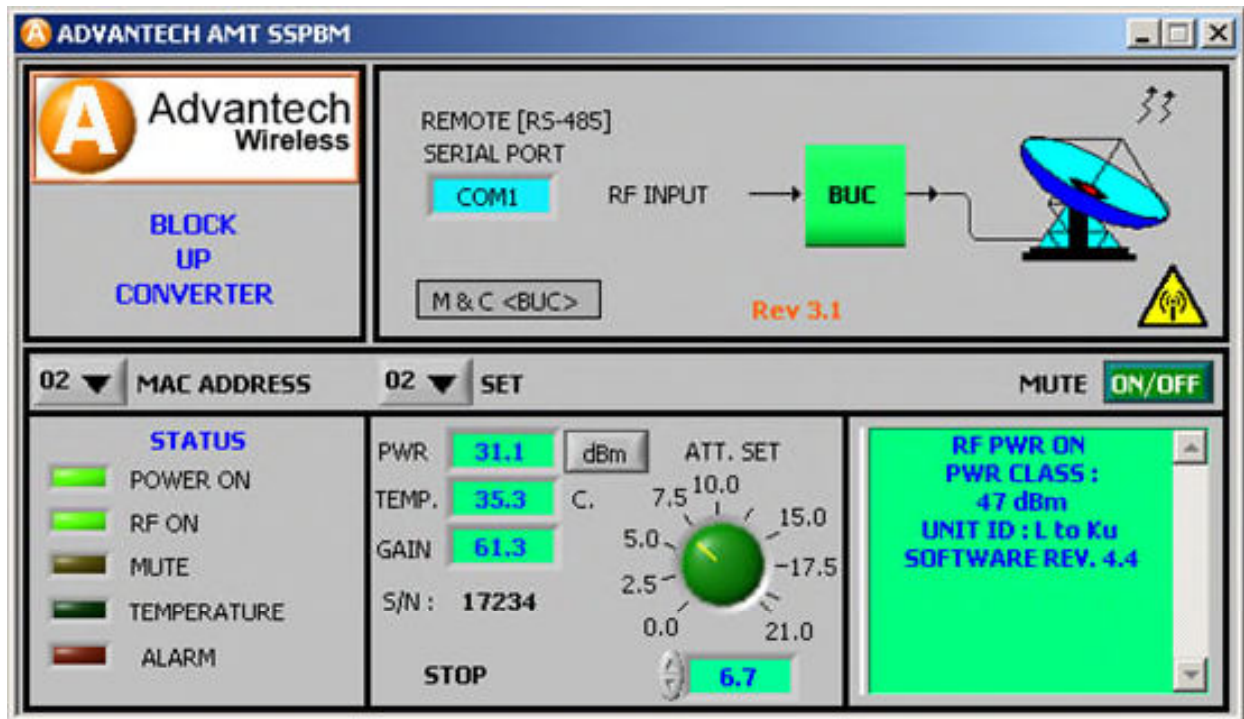 A ADVANTECH AMT SSPBM
A Advantech
Wireless
BLOCK
UP
CONVERTER
REMOTE [RS-485]
SERIAL PORT
COM1
RF INPUT
BUC
M & C <BUC>
Rev 3.1
02 MAC ADDRESS
02 SET
MUTE ON/OFF
STATUS
POWER ON
RF ON
MUTE
TEMPERATURE
ALARM
PWR 31.1 dBm
TEMP. 35.3 C.
GAIN 61.3
S/N : 17234
STOP
ATT. SET
0.0
2.5
5.0
7.5
10.0
15.0
17.5
21.0
6.7
RF PWR ON
PWR CLASS :
47 dBm
UNIT ID : L to Ku
SOFTWARE REV. 4.4